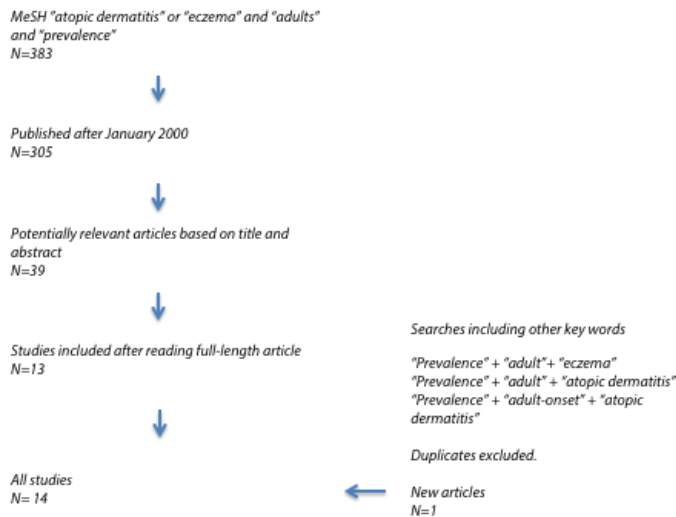 MeSH "atopic dermatitis" or "eczema" and "adults"
and "prevalence"
N=383
Published after January 2000
N=305
Potentially relevant articles based on title and
abstract
N=39
Studies included after reading full-length article
N=13
All studies
N= 14
Searches including other key words
"Prevalence" + "adult"+ "eczema"
"Prevalence" + "adult" + "atopic dermatitis"
"Prevalence" + "adult-onset" + "atopic
dermatitis"
Duplicates excluded.
New articles
N=1